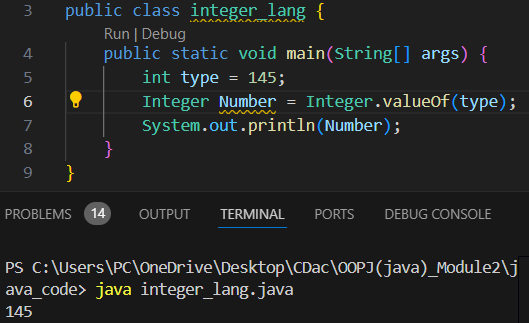 3 public class integer_lang {
Run | Debug
4 public static void main(String[] args) {
5 int type = 145;
6 Integer Number = Integer.valueOf(type);
7 System.out.println(Number);
8 }
9 }
PROBLEMS 14 OUTPUT TERMINAL PORTS DEBUG CONSOLE
PS C:\Users\PC\OneDrive\Desktop\CDac\OOPJ(java)_Module2\j
ava_code> java integer_lang.java
145